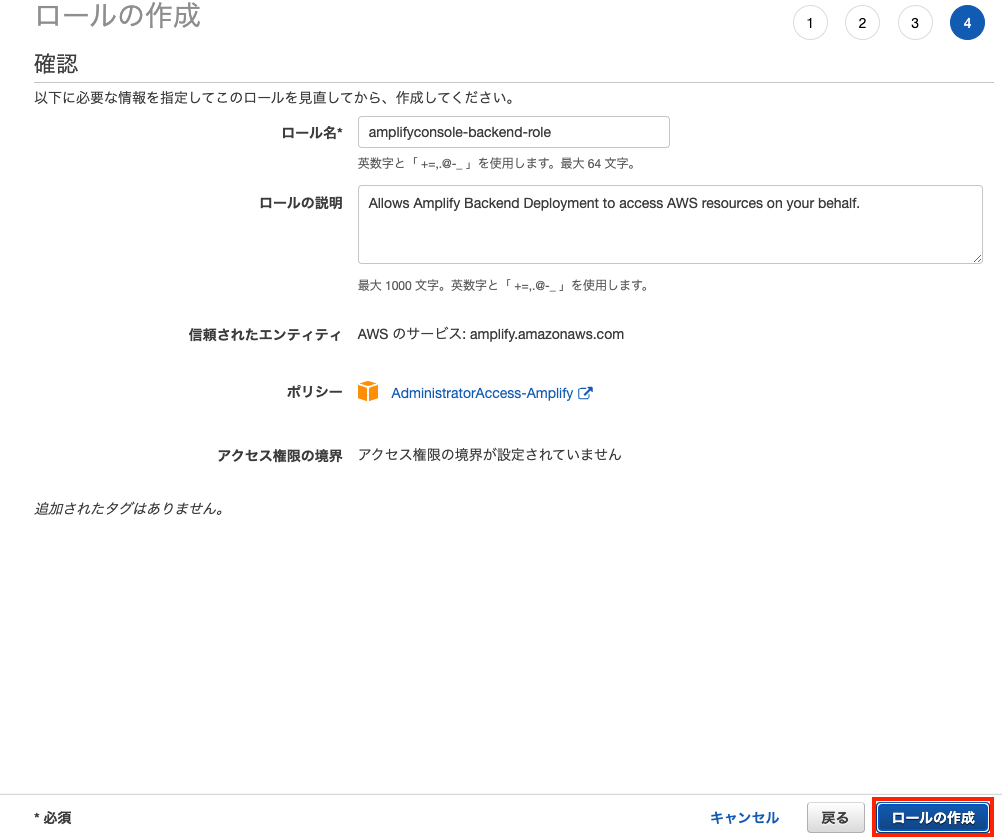 ロールの作成
1 2 3 4
確認
以下に必要な情報を指定してこのロールを見直してから、作成してください。
ロール名* amplifyconsole-backend-role
英数字と「 +=,.@-_ 」を使用します。最大 64 文字。
ロールの説明 Allows Amplify Backend Deployment to access AWS resources on your behalf.
最大 1000 文字。英数字と「 +=,.@-_ 」を使用します。
信頼されたエンティティ AWS のサービス: amplify.amazonaws.com
ポリシー AdministratorAccess-Amplify
アクセス権限の境界 アクセス権限の境界が設定されていません
追加されたタグはありません。
* 必須 キャンセル 戻る ロールの作成